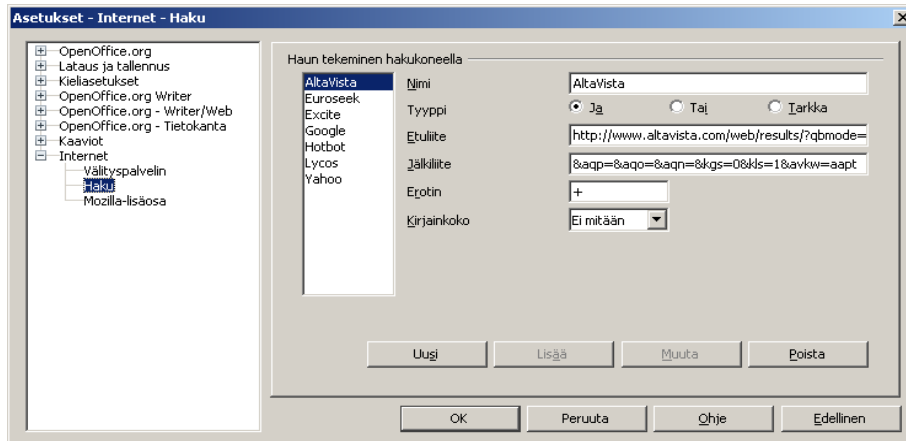 Asetukset - Internet - Haku
OpenOffice.org
Lataus ja tallennus
Kieliasetukset
OpenOffice.org Writer
OpenOffice.org - Writer/Web
OpenOffice.org - Tietokanta
Kaaviot
Internet
Välityspalvelin
Haku
Mozilla-lisäosa
Haun tekeminen hakukoneella
AltaVista
Euroseek
Excite
Google
Hotbot
Lycos
Yahoo
Nimi AltaVista
Tyyppi Ja Tai Tarkka
Etuliite http://www.altavista.com/web/results/?qbmode=
Jälkiliite &aqp=&aqo=&aqn=&kgs=0&kls=1&avkw=aapt
Erotin +
Kirjainkoko Ei mitään
Uusi Lisää Muuta Poista
OK Peruuta Ohje Edellinen